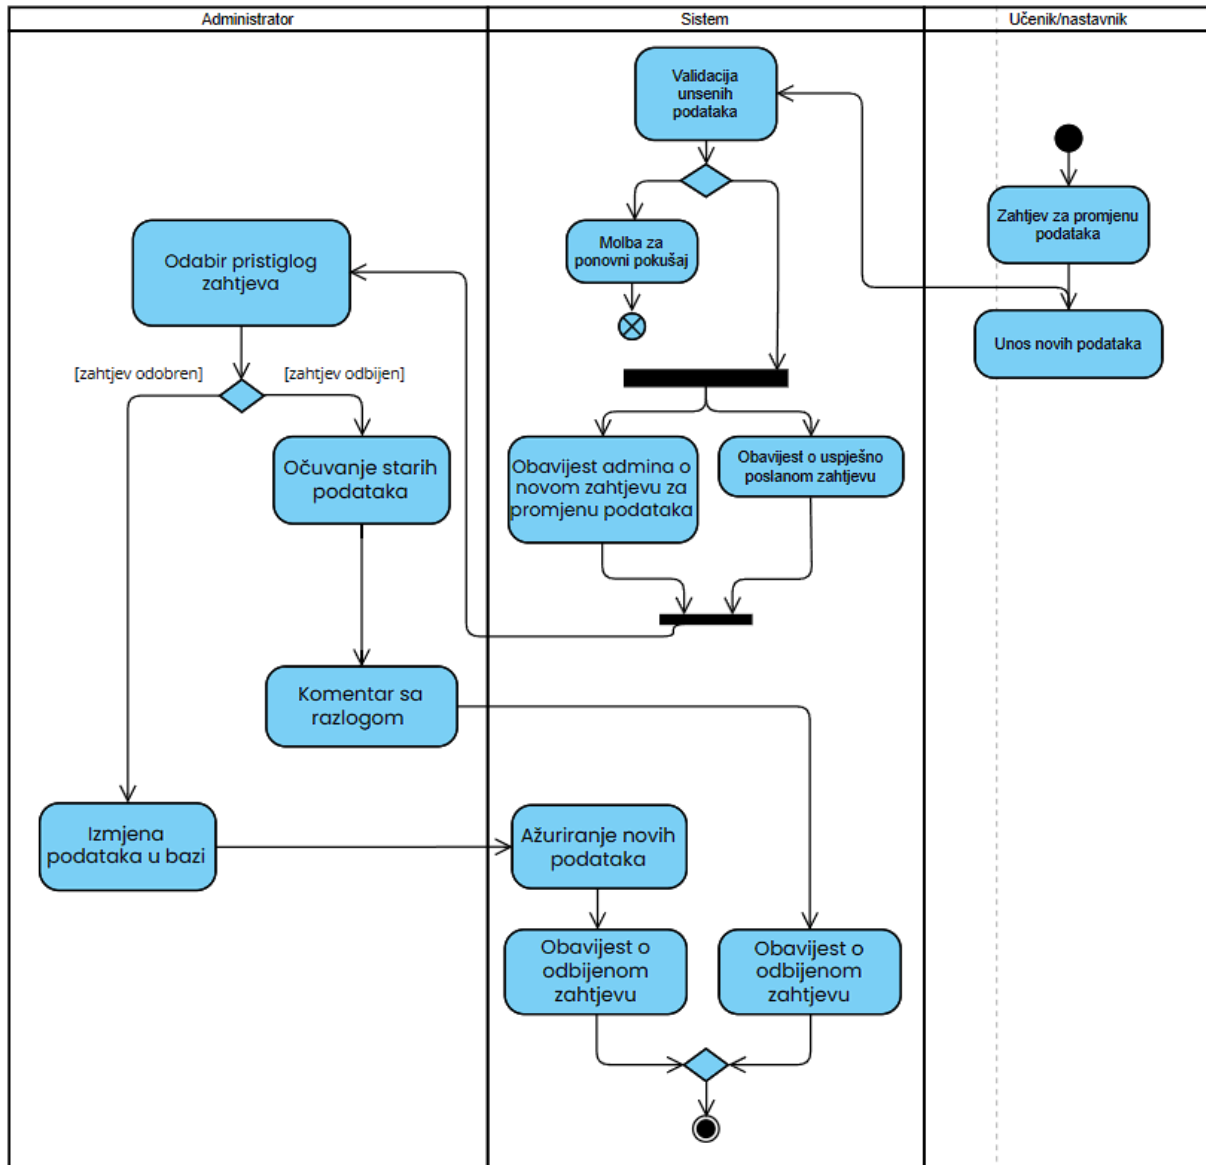 Administrator
Sistem
Učenik/nastavnik
Validacija
unsenih
podataka
Zahtjev za promjenu
podataka
Molba za
ponovni pokušaj
Odabir pristiglog
zahtjeva
Unos novih podataka
[zahtjev odobren]
[zahtjev odbijen]
Očuvanje starih
podataka
Obavijest admina o
novom zahtjevu za
promjenu podataka
Obavijest o uspješno
poslanom zahtjevu
Komentar sa
razlogom
Izmjena
podataka u bazi
Ažuriranje novih
podataka
Obavijest o
odbijenom
zahtjevu
Obavijest o
odbijenom
zahtjevu